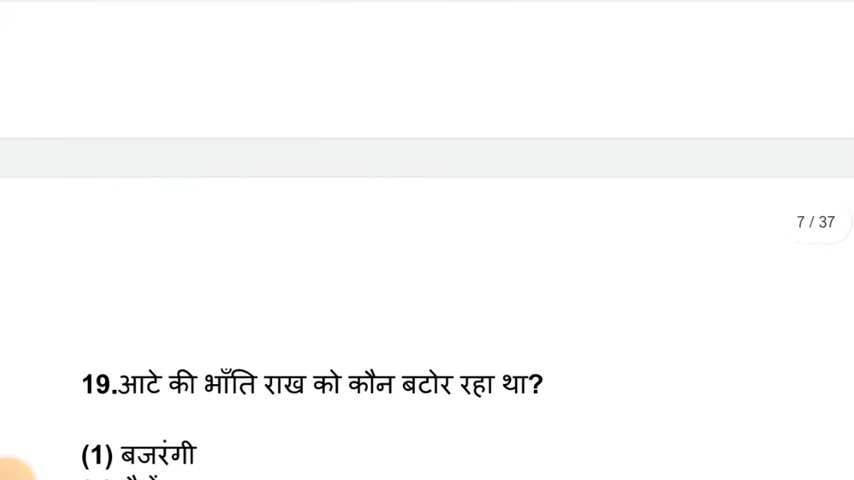 7 / 37
19.आटे की भाँति राख को कौन बटोर रहा था?
(1) बजरंगी